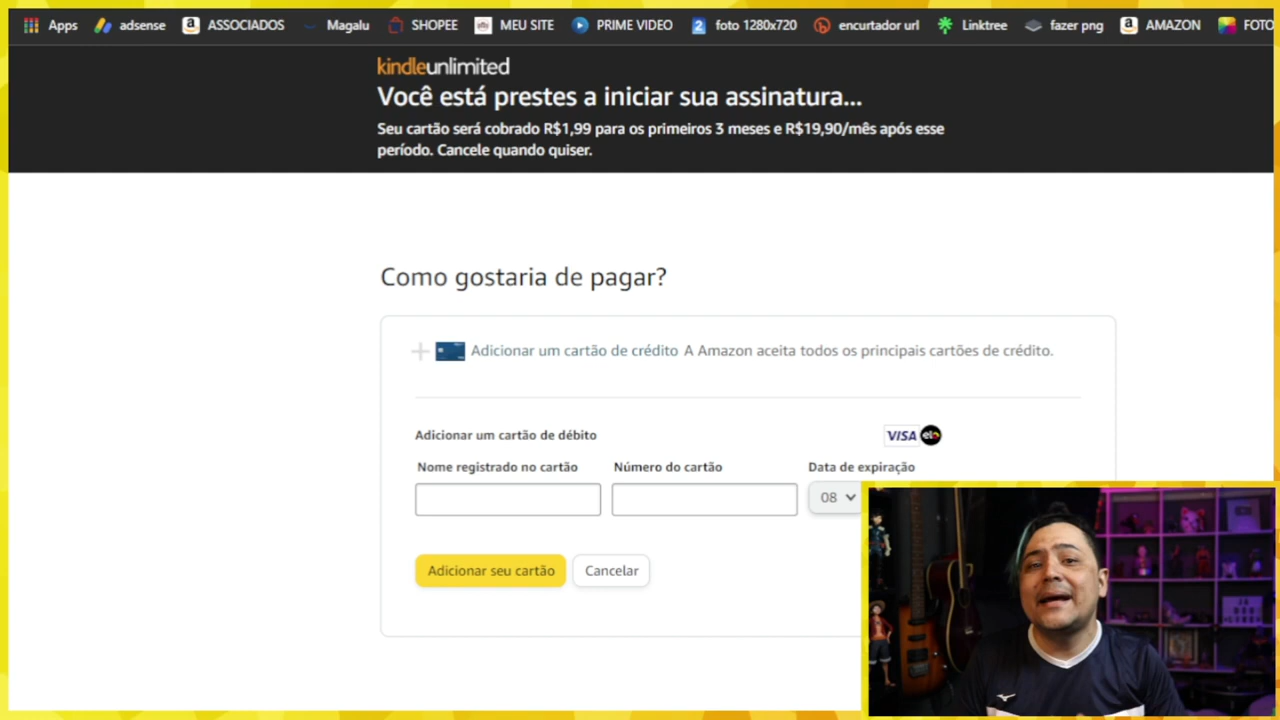 Apps adsense ASSOCIADOS Magalu SHOPEE MEU SITE PRIME VIDEO foto 1280x720 encurtador url Linktree fazer png AMAZON FOTO
kindleunlimited
Você está prestes a iniciar sua assinatura...
Seu cartão será cobrado R$1,99 para os primeiros 3 meses e R$19,90/mês após esse
período. Cancele quando quiser.
Como gostaria de pagar?
Adicionar um cartão de crédito A Amazon aceita todos os principais cartões de crédito.
Adicionar um cartão de débito VISA elo
Nome registrado no cartão Número do cartão Data de expiração
08
Adicionar seu cartão Cancelar